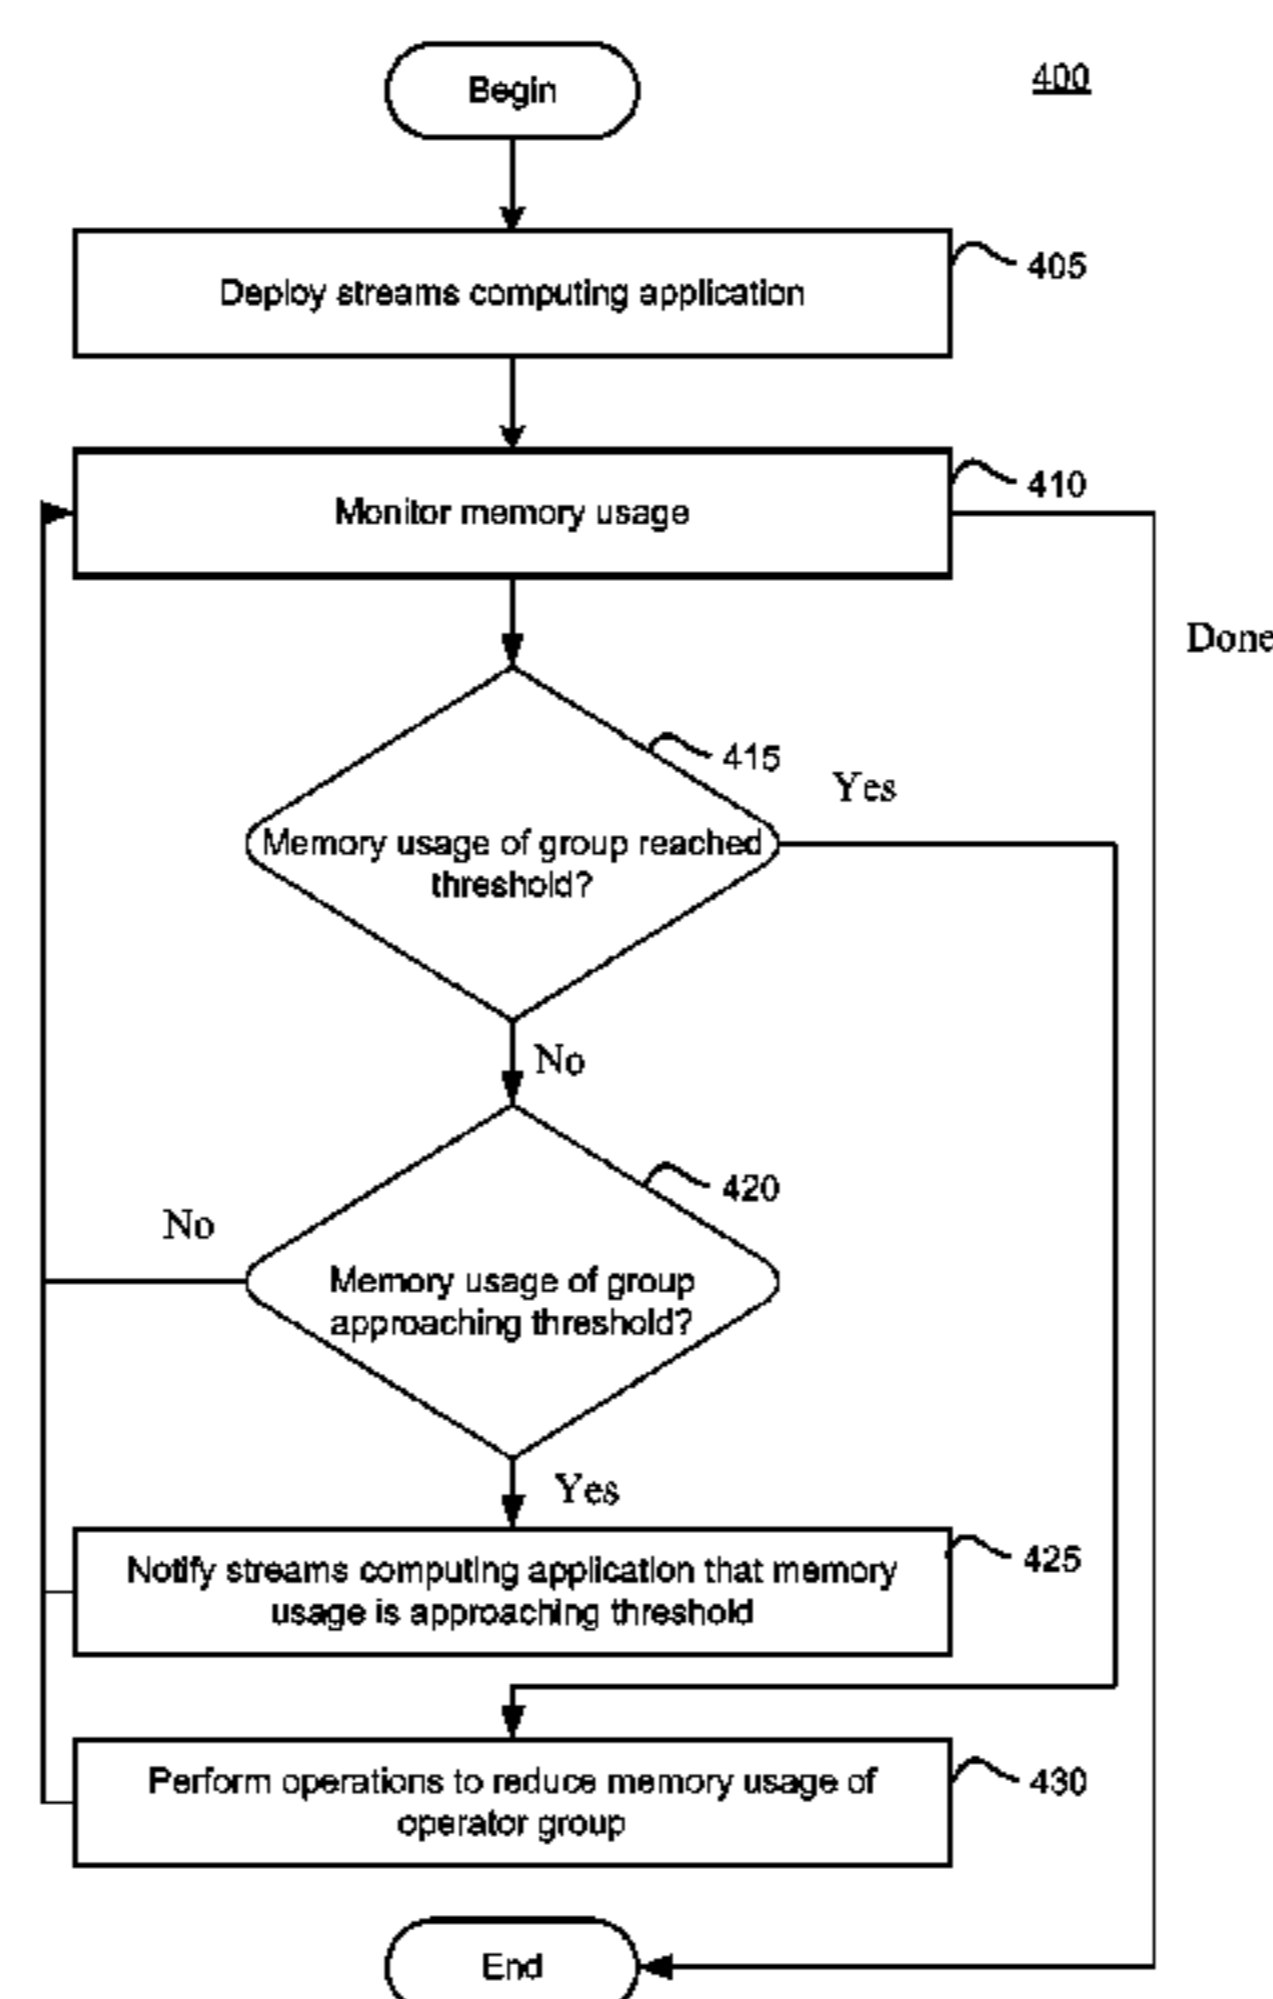 Begin
400
Deploy streams computing application
405
Monitor memory usage
410
Done
415
Yes
Memory usage of group reached
threshold?
No
420
No
Memory usage of group
approaching threshold?
Yes
Notify streams computing application that memory
usage is approaching threshold
425
Perform operations to reduce memory usage of
operator group
430
End